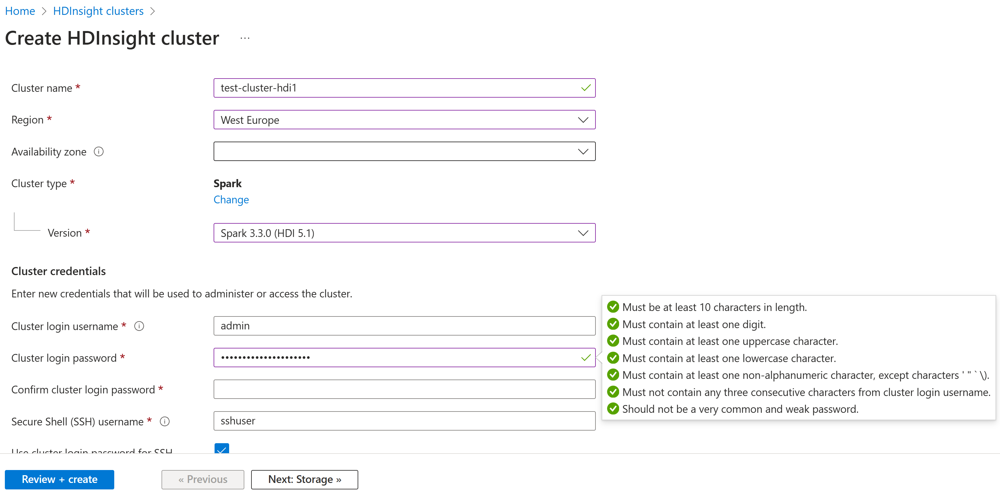 Home > HDInsight clusters >
Create HDInsight cluster ...
Cluster name * test-cluster-hdi1
Region * West Europe
Availability zone
Cluster type * Spark
Change
Version * Spark 3.3.0 (HDI 5.1)
Cluster credentials
Enter new credentials that will be used to administer or access the cluster.
Cluster login username * admin
Cluster login password * •••••••••••••••••••••
Must be at least 10 characters in length.
Must contain at least one digit.
Must contain at least one uppercase character.
Must contain at least one lowercase character.
Must contain at least one non-alphanumeric character, except characters ' " ` \).
Must not contain any three consecutive characters from cluster login username.
Should not be a very common and weak password.
Confirm cluster login password *
Secure Shell (SSH) username * sshuser
Use cluster login password for SSH
Review + create
« Previous
Next: Storage »